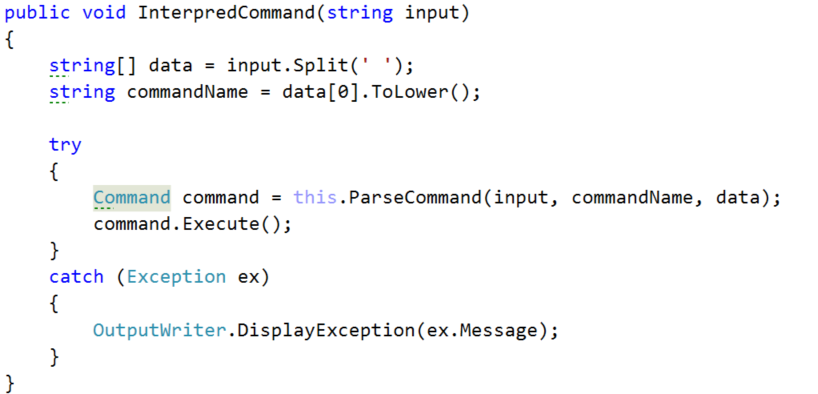 public void InterpredCommand(string input)
{
    string[] data = input.Split(' ');
    string commandName = data[0].ToLower();

    try
    {
        Command command = this.ParseCommand(input, commandName, data);
        command.Execute();
    }
    catch (Exception ex)
    {
        OutputWriter.DisplayException(ex.Message);
    }
}